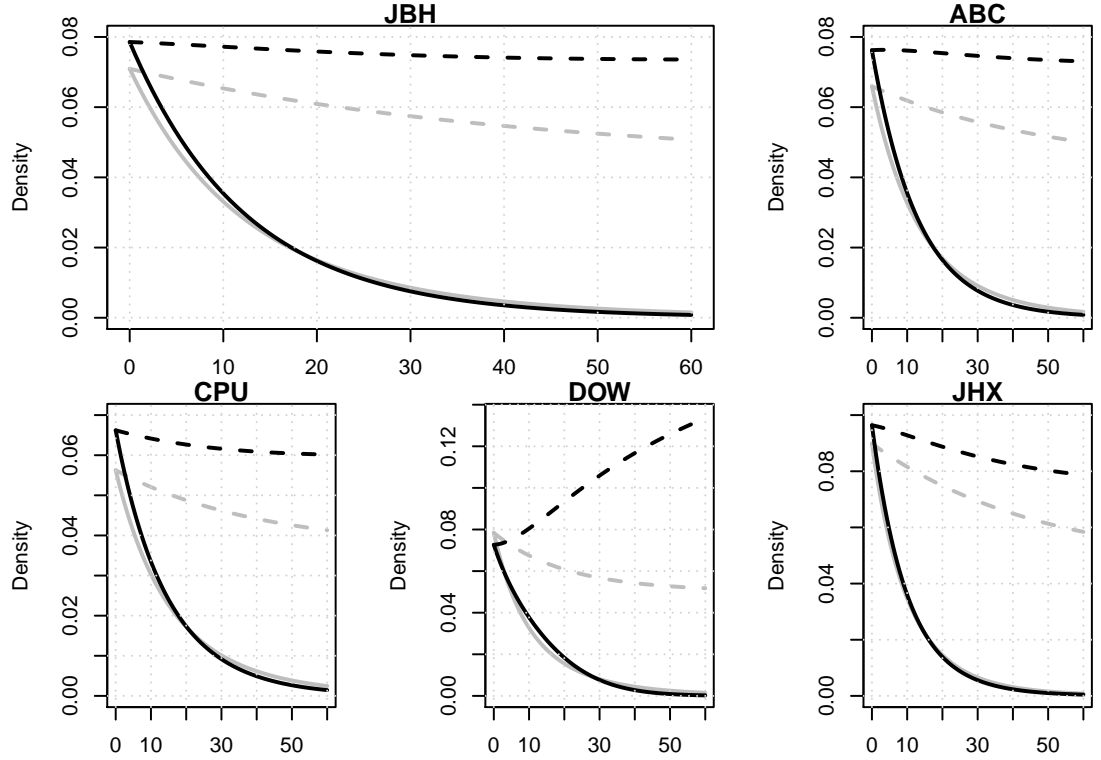 JBH
Density
0.00 0.02 0.04 0.06 0.08
0 10 20 30 40 50 60
ABC
Density
0.00 0.02 0.04 0.06 0.08
0 10 30 50
CPU
Density
0.00 0.02 0.04 0.06
0 10 30 50
DOW
Density
0.00 0.04 0.08 0.12
0 10 30 50
JHX
Density
0.00 0.04 0.08
0 10 30 50